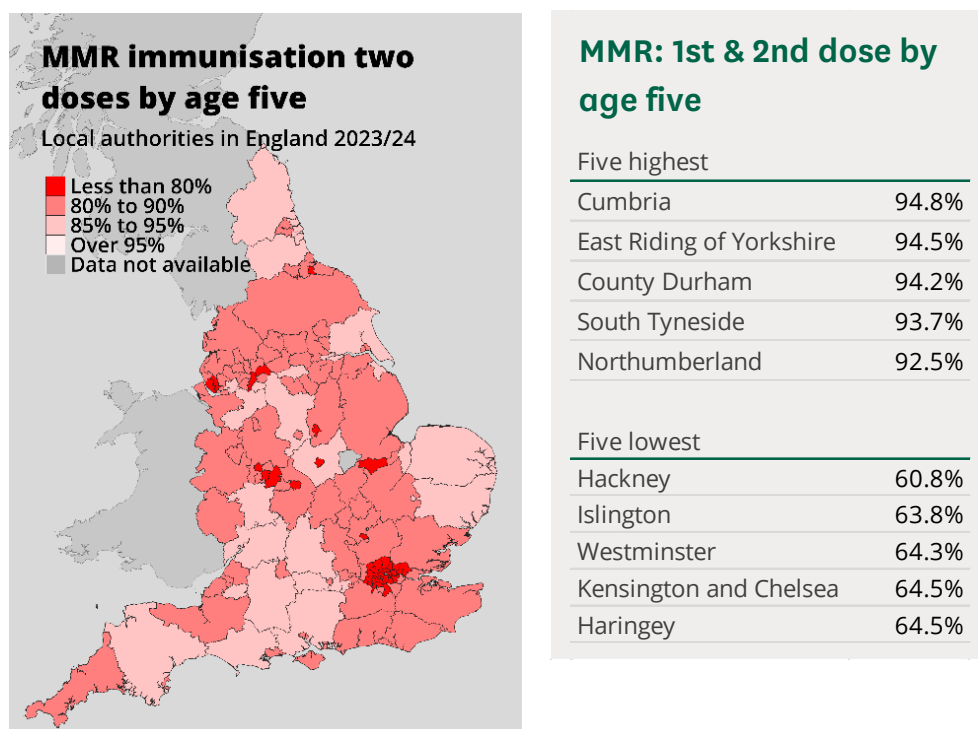 MMR immunisation two
doses by age five
Local authorities in England 2023/24
Less than 80%
80% to 90%
85% to 95%
Over 95%
Data not available
MMR: 1st & 2nd dose by
age five
Five highest
Cumbria 94.8%
East Riding of Yorkshire 94.5%
County Durham 94.2%
South Tyneside 93.7%
Northumberland 92.5%
Five lowest
Hackney 60.8%
Islington 63.8%
Westminster 64.3%
Kensington and Chelsea 64.5%
Haringey 64.5%